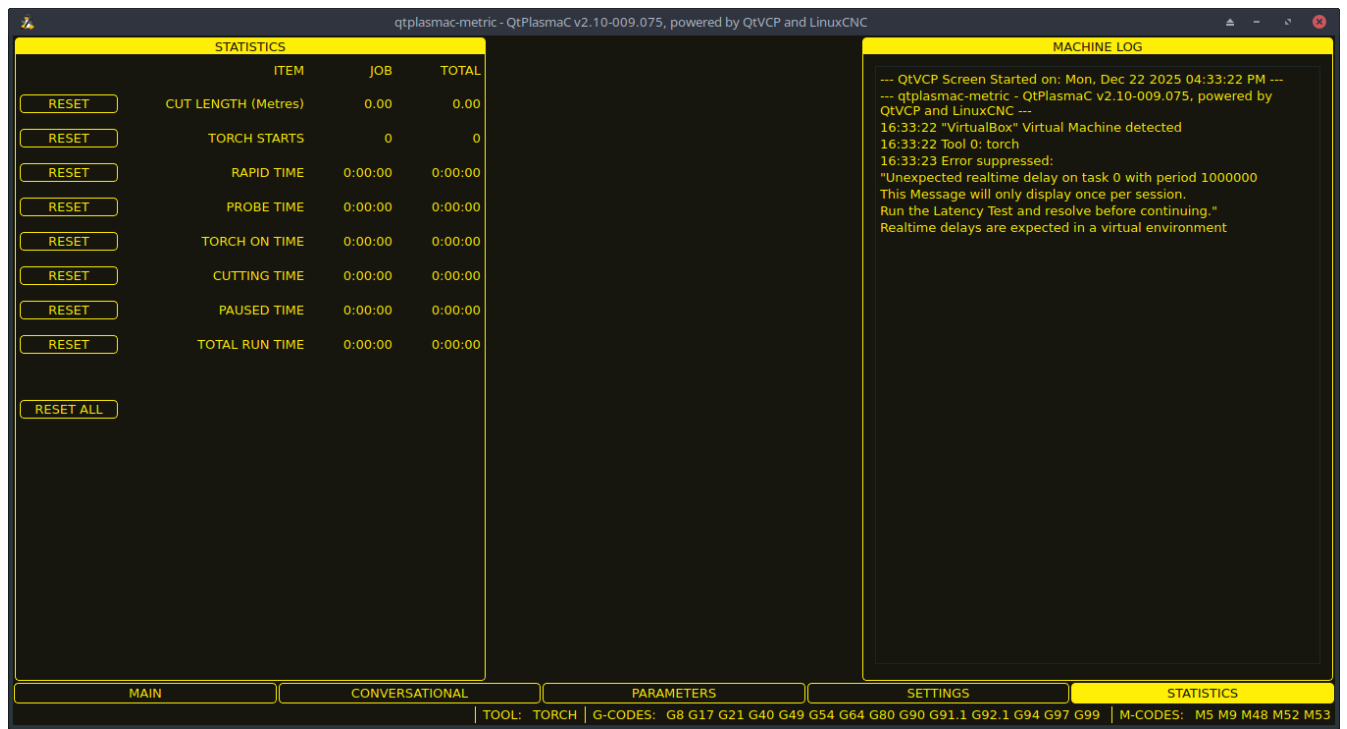 qtplasmac-metric - QtPlasmaC v2.10-009.075, powered by QtVCP and LinuxCNC
STATISTICS
ITEM JOB TOTAL
RESET CUT LENGTH (Metres) 0.00 0.00
RESET TORCH STARTS 0 0
RESET RAPID TIME 0:00:00 0:00:00
RESET PROBE TIME 0:00:00 0:00:00
RESET TORCH ON TIME 0:00:00 0:00:00
RESET CUTTING TIME 0:00:00 0:00:00
RESET PAUSED TIME 0:00:00 0:00:00
RESET TOTAL RUN TIME 0:00:00 0:00:00
RESET ALL
MACHINE LOG
--- QtVCP Screen Started on: Mon, Dec 22 2025 04:33:22 PM ---
--- qtplasmac-metric - QtPlasmaC v2.10-009.075, powered by
QtVCP and LinuxCNC ---
16:33:22 "VirtualBox" Virtual Machine detected
16:33:22 Tool 0: torch
16:33:23 Error suppressed:
"Unexpected realtime delay on task 0 with period 1000000
This Message will only display once per session.
Run the Latency Test and resolve before continuing."
Realtime delays are expected in a virtual environment
MAIN CONVERSATIONAL PARAMETERS SETTINGS STATISTICS
TOOL: TORCH G-CODES: G8 G17 G21 G40 G49 G54 G64 G80 G90 G91.1 G92.1 G94 G97 G99 M-CODES: M5 M9 M48 M52 M53